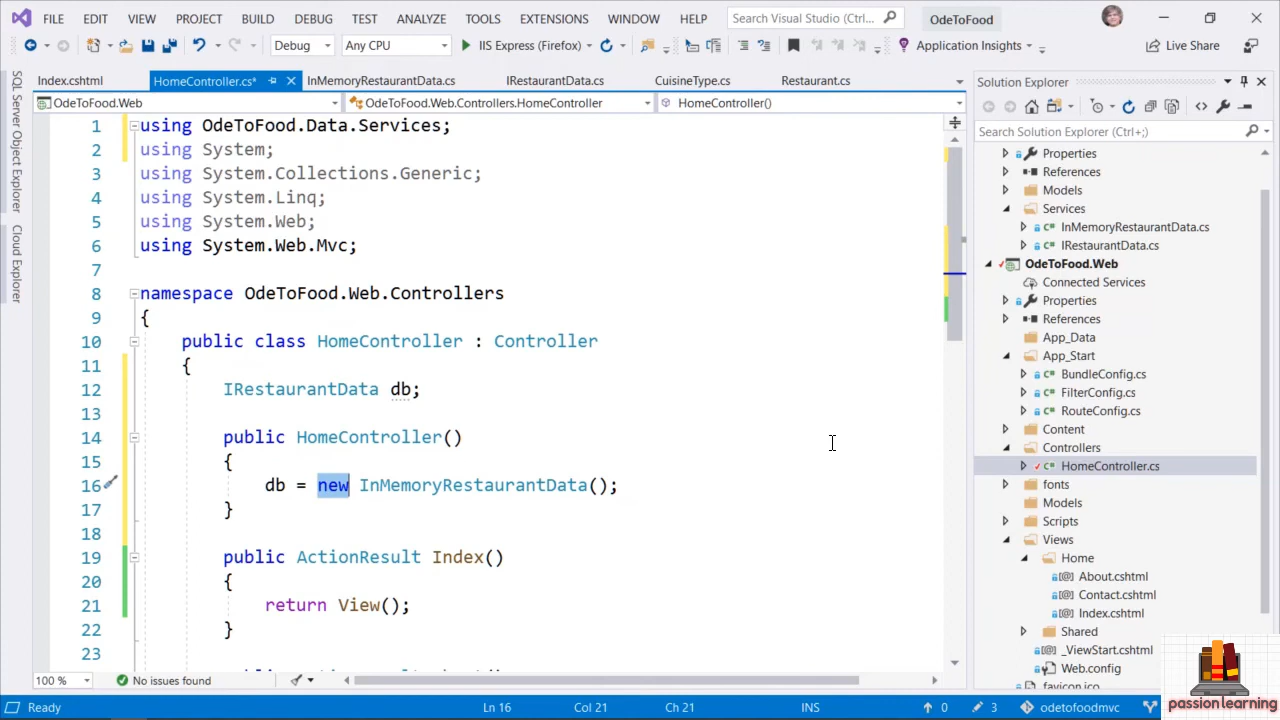 FILE EDIT VIEW PROJECT BUILD DEBUG TEST ANALYZE TOOLS EXTENSIONS WINDOW HELP Search Visual Studio (Ctrl... OdeToFood
Debug Any CPU IIS Express (Firefox) Application Insights Live Share
SQL Server Object Explorer
Cloud Explorer
Index.cshtml HomeController.cs* InMemoryRestaurantData.cs IRestaurantData.cs CuisineType.cs Restaurant.cs
OdeToFood.Web OdeToFood.Web.Controllers.HomeController HomeController()
1 using OdeToFood.Data.Services;
2 using System;
3 using System.Collections.Generic;
4 using System.Linq;
5 using System.Web;
6 using System.Web.Mvc;
7
8 namespace OdeToFood.Web.Controllers
9 {
10 public class HomeController : Controller
11 {
12 IRestaurantData db;
13
14 public HomeController()
15 {
16 db = new InMemoryRestaurantData();
17 }
18
19 public ActionResult Index()
20 {
21 return View();
22 }
23
100 % No issues found
Solution Explorer
Search Solution Explorer (Ctrl+;)
Properties
References
Models
Services
InMemoryRestaurantData.cs
IRestaurantData.cs
OdeToFood.Web
Connected Services
Properties
References
App_Data
App_Start
BundleConfig.cs
FilterConfig.cs
RouteConfig.cs
Content
Controllers
HomeController.cs
fonts
Models
Scripts
Views
Home
About.cshtml
Contact.cshtml
Index.cshtml
Shared
_ViewStart.cshtml
Web.config
favicon.ico
Ready Ln 16 Col 21 Ch 21 INS 0 3 odetofoodmvc
passion learning